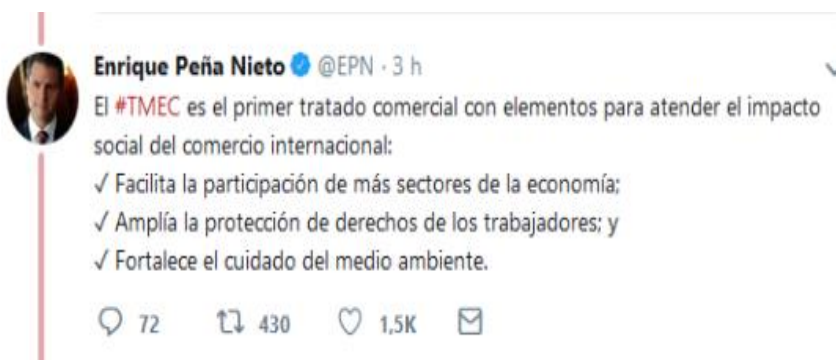 Enrique Peña Nieto @EPN · 3 h
El #TMEC es el primer tratado comercial con elementos para atender el impacto
social del comercio internacional:
✓ Facilita la participación de más sectores de la economía;
✓ Amplía la protección de derechos de los trabajadores; y
✓ Fortalece el cuidado del medio ambiente.
72 430 1,5K